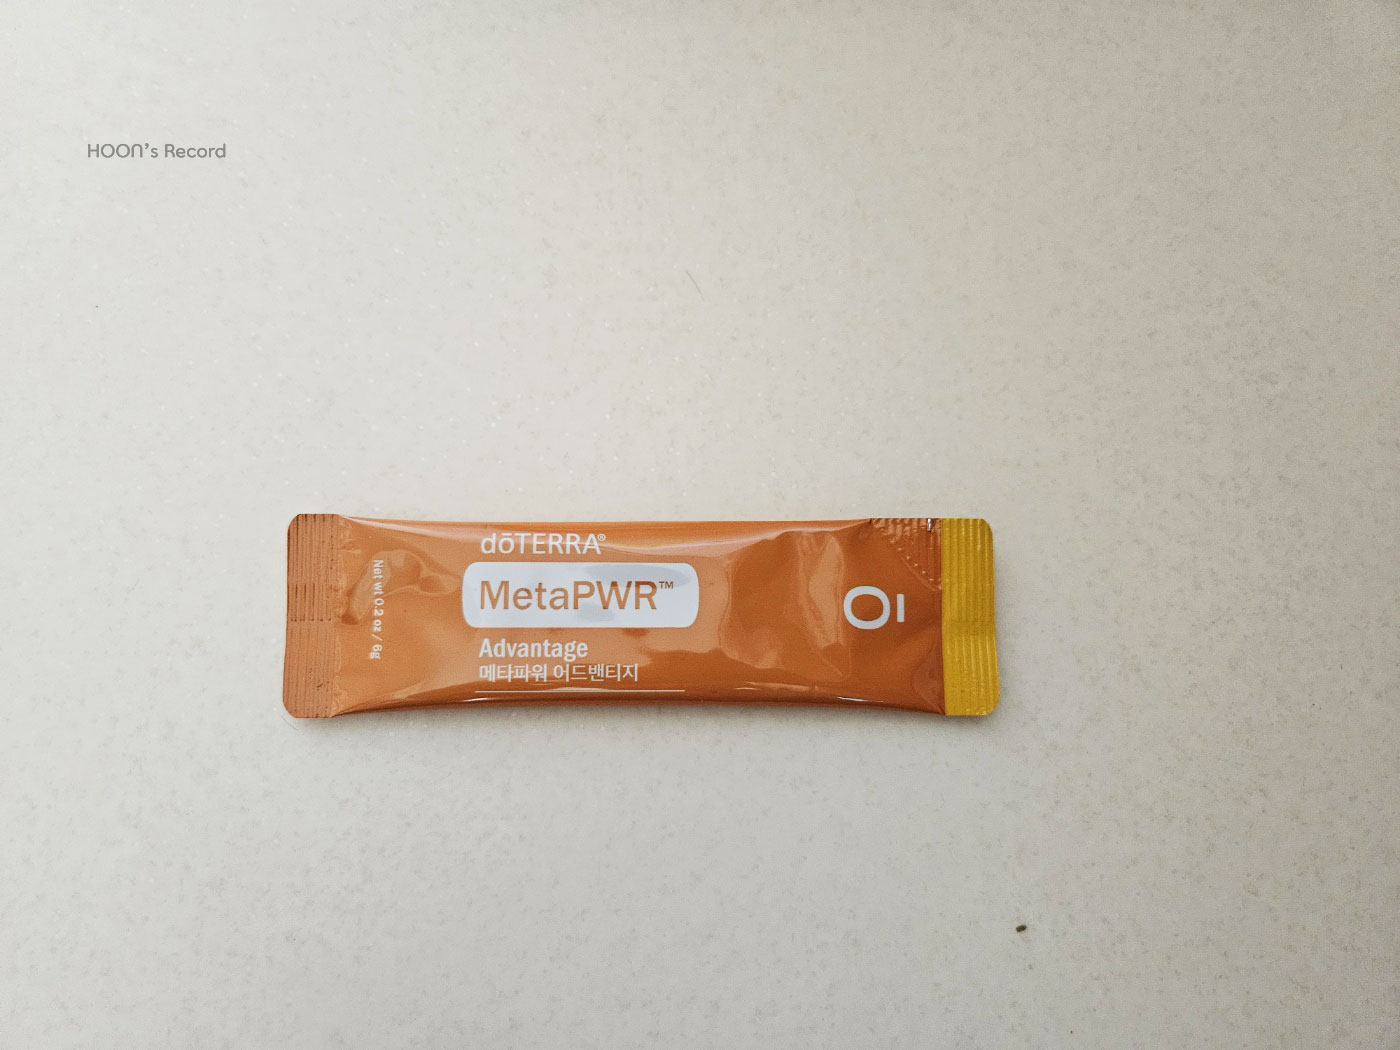 HOON's Record
dōTERRA®
MetaPWR™
Advantage
메타파워 어드밴티지
Net wt 0.2 oz / 6g
Ō